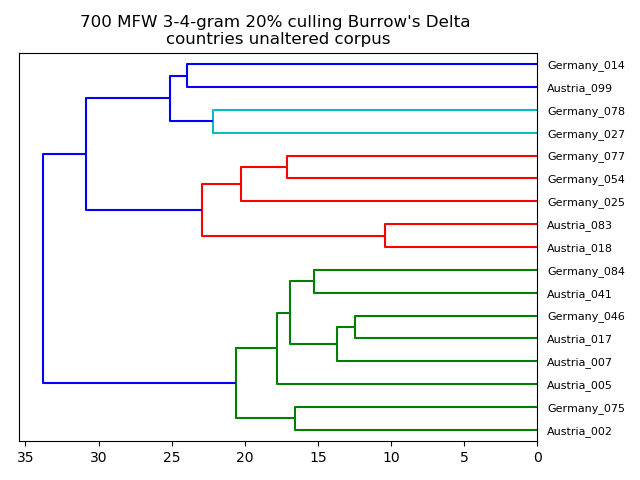 700 MFW 3-4-gram 20% culling Burrow's Delta
countries unaltered corpus
Germany_014
Austria_099
Germany_078
Germany_027
Germany_077
Germany_054
Germany_025
Austria_083
Austria_018
Germany_084
Austria_041
Germany_046
Austria_017
Austria_007
Austria_005
Germany_075
Austria_002
35 30 25 20 15 10 5 0